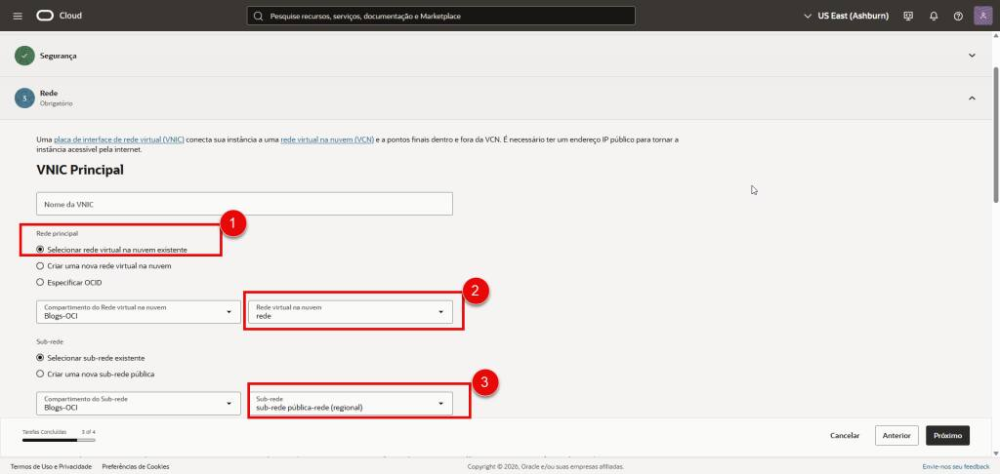 Cloud
Pesquise recursos, serviços, documentação e Marketplace
US East (Ashburn)
Segurança
3
Rede
Obrigatório
Uma placa de interface de rede virtual (VNIC) conecta sua instância a uma rede virtual na nuvem (VCN) e a pontos finais dentro e fora da VCN. É necessário ter um endereço IP público para tornar a
instância acessível pela internet.
VNIC Principal
Nome da VNIC
1
Rede principal
Selecionar rede virtual na nuvem existente
Criar uma nova rede virtual na nuvem
Especificar OCID
2
Compartimento do Rede virtual na nuvem
Blogs-OCI
Rede virtual na nuvem
rede
Sub-rede
Selecionar sub-rede existente
Criar uma nova sub-rede pública
3
Compartimento do Sub-rede
Blogs-OCI
Sub-rede
sub-rede pública-rede (regional)
Tarefas Concluídas 3 of 4
Cancelar
Anterior
Próximo
Termos de Uso e Privacidade
Preferências de Cookies
Copyright © 2026, Oracle e/ou suas empresas afiliadas.
Envie-nos seu feedback